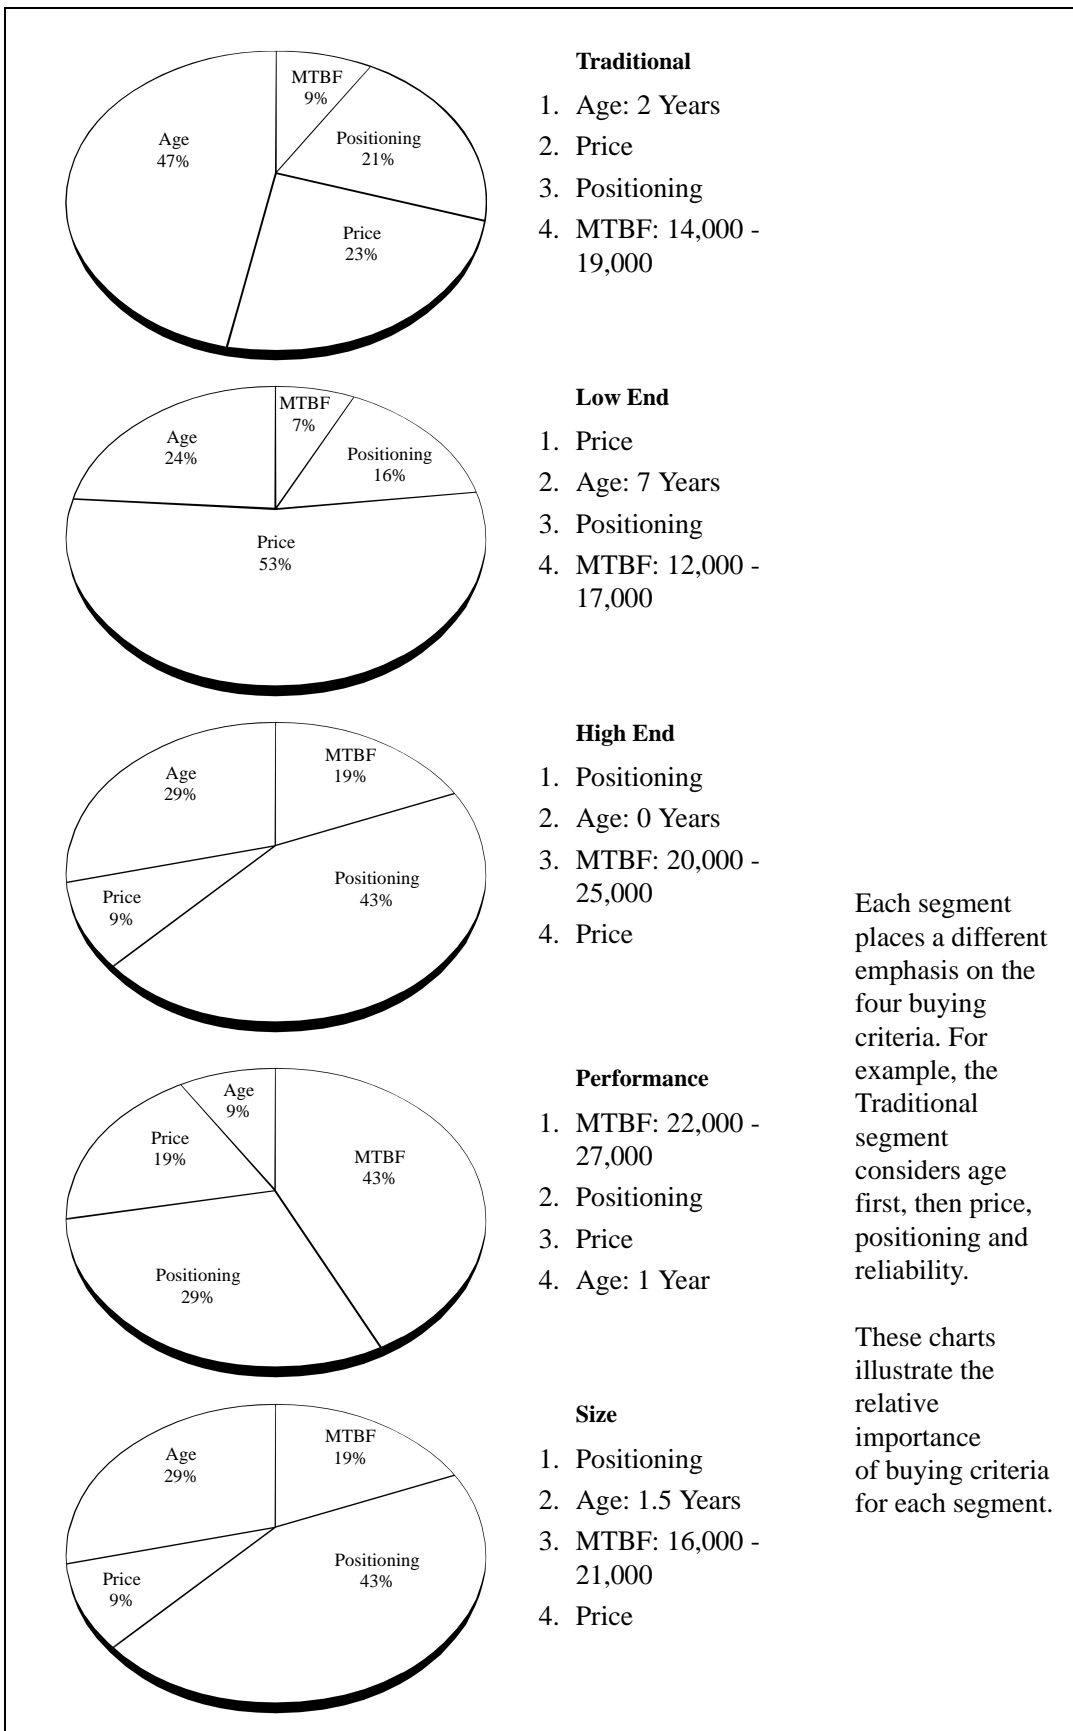 MTBF
9%
Positioning
21%
Price
23%
Age
47%
Traditional
1. Age: 2 Years
2. Price
3. Positioning
4. MTBF: 14,000 -
19,000
MTBF
7%
Positioning
16%
Price
53%
Age
24%
Low End
1. Price
2. Age: 7 Years
3. Positioning
4. MTBF: 12,000 -
17,000
MTBF
19%
Positioning
43%
Price
9%
Age
29%
High End
1. Positioning
2. Age: 0 Years
3. MTBF: 20,000 -
25,000
4. Price
Age
9%
MTBF
43%
Price
19%
Positioning
29%
Performance
1. MTBF: 22,000 -
27,000
2. Positioning
3. Price
4. Age: 1 Year
MTBF
19%
Age
29%
Positioning
43%
Price
9%
Size
1. Positioning
2. Age: 1.5 Years
3. MTBF: 16,000 -
21,000
4. Price
Each segment
places a different
emphasis on the
four buying
criteria. For
example, the
Traditional
segment
considers age
first, then price,
positioning and
reliability.
These charts
illustrate the
relative
importance
of buying criteria
for each segment.